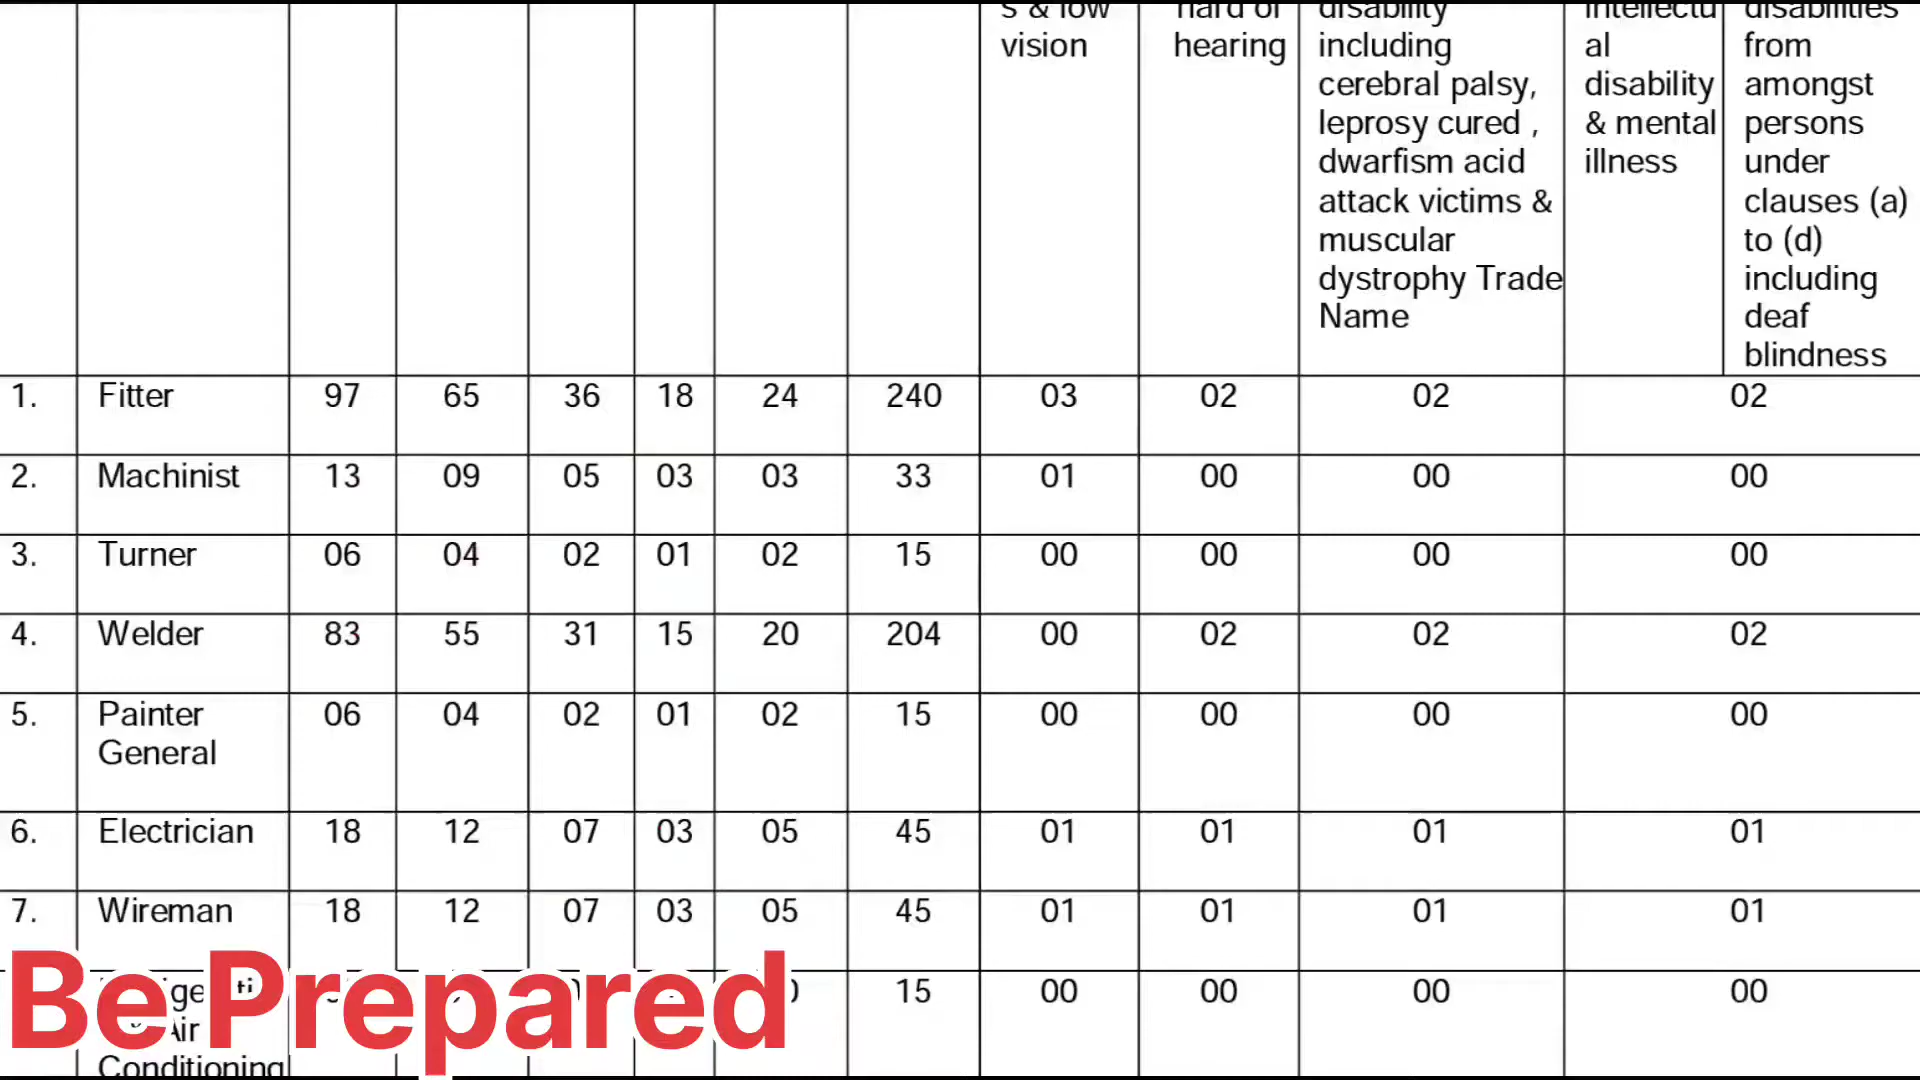 s & low
vision
hard of
hearing
disability
including
cerebral palsy,
leprosy cured ,
dwarfism acid
attack victims &
muscular
dystrophy Trade
Name
intellectu
al
disability
& mental
illness
disabilities
from
amongst
persons
under
clauses (a)
to (d)
including
deaf
blindness
1. Fitter 97 65 36 18 24 240 03 02 02 02
2. Machinist 13 09 05 03 03 33 01 00 00 00
3. Turner 06 04 02 01 02 15 00 00 00 00
4. Welder 83 55 31 15 20 204 00 02 02 02
5. Painter General 06 04 02 01 02 15 00 00 00 00
6. Electrician 18 12 07 03 05 45 01 01 01 01
7. Wireman 18 12 07 03 05 45 01 01 01 01
15 00 00 00 00
Air
Conditioning
Be Prepared